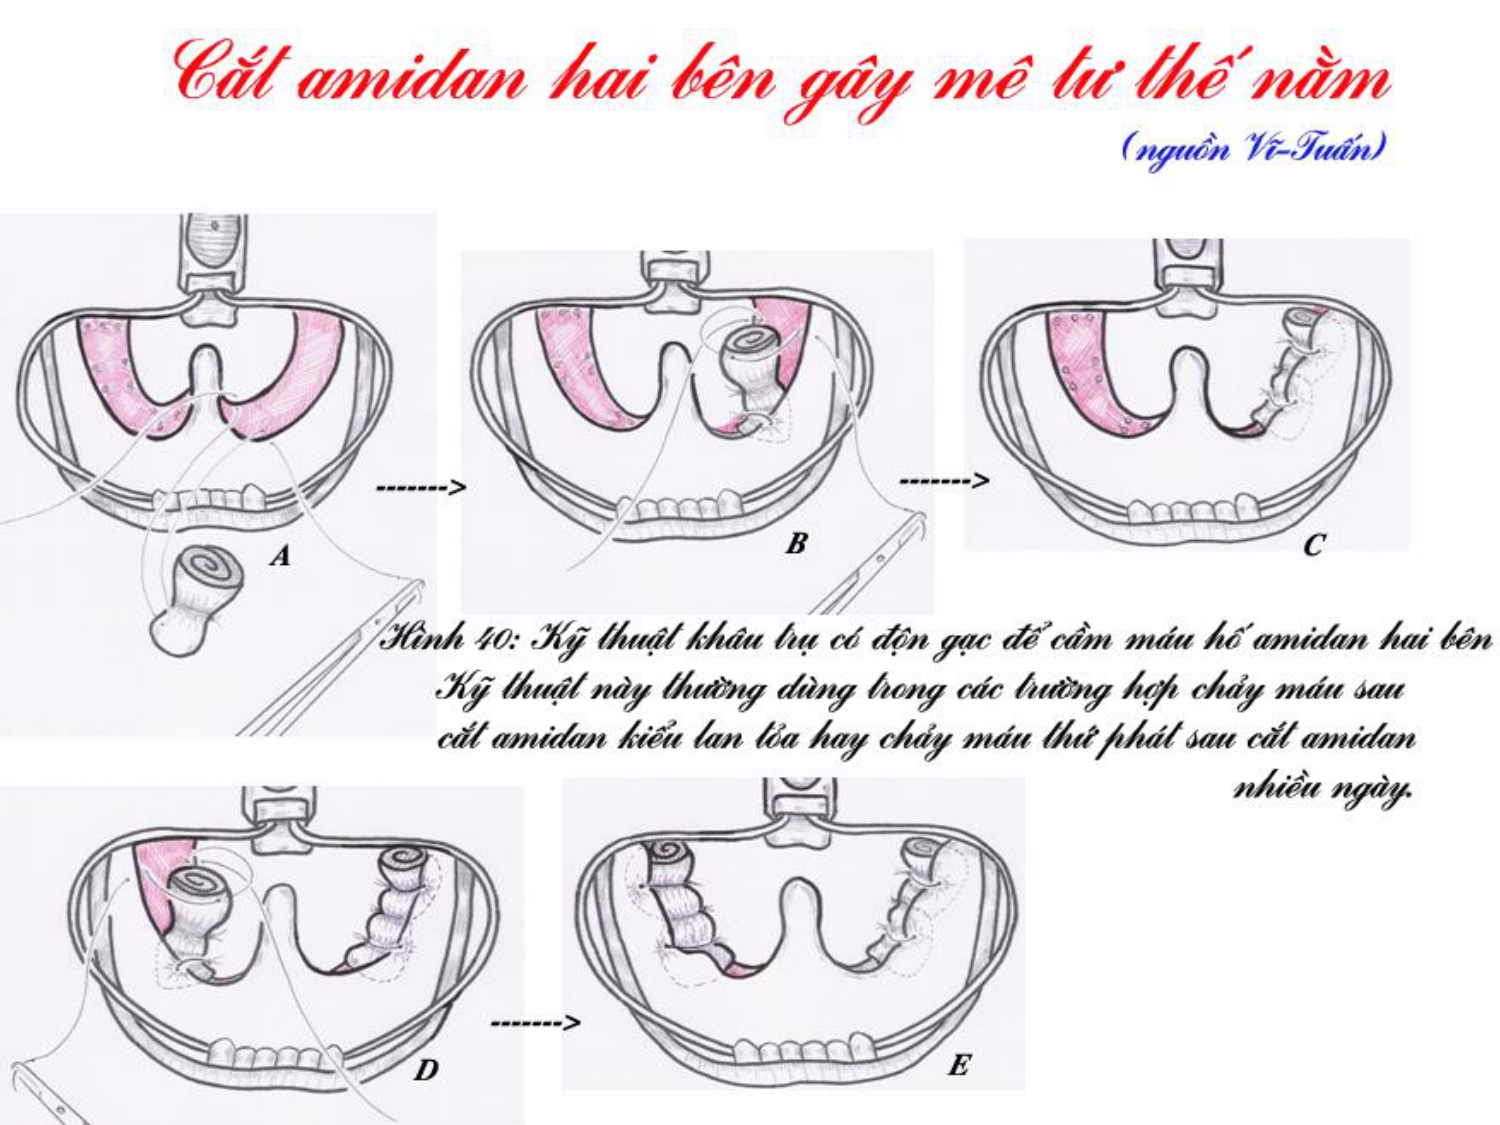 Cắt amidan hai bên gây mê tư thế nằm
(nguồn Vĩ-Tuấn)
------->
------->
A
B
C
Hình 40: Kỹ thuật khâu trụ có độn gạc để cầm máu hố amidan hai bên
Kỹ thuật này thường dùng trong các trường hợp chảy máu sau
cắt amidan kiểu lan tỏa hay chảy máu thứ phát sau cắt amidan
nhiều ngày.
------->
D
E